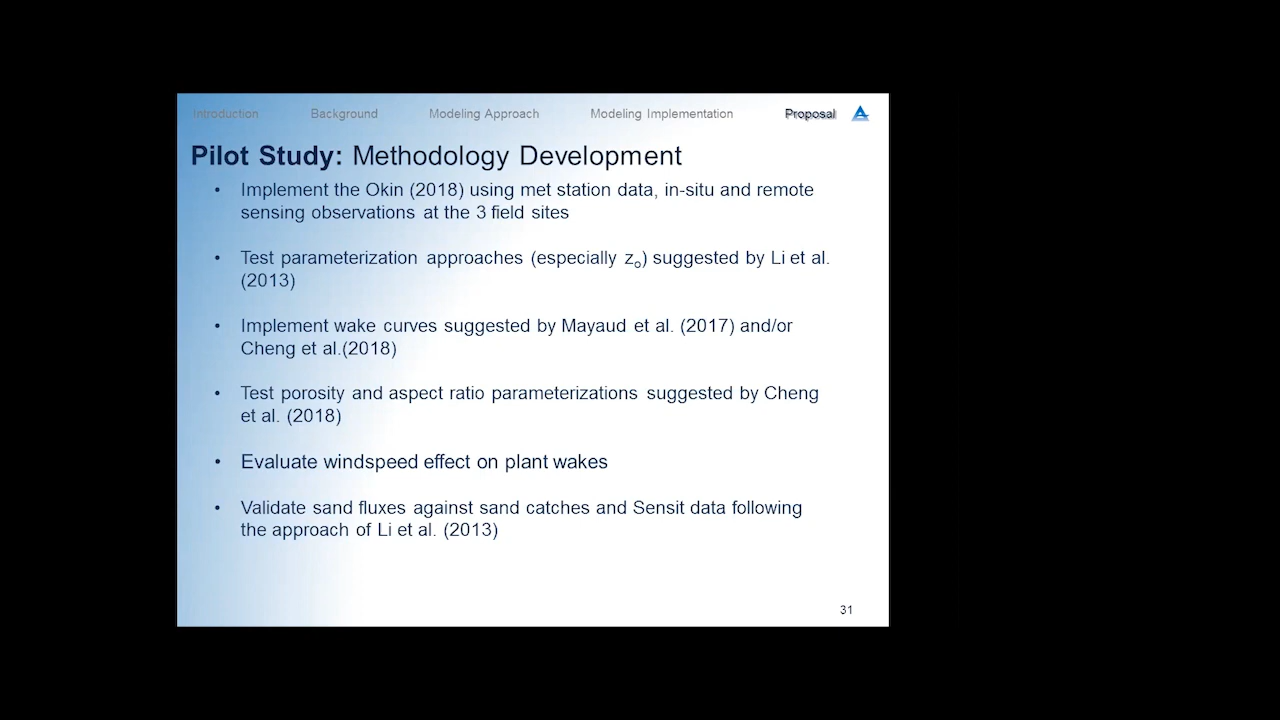 Introduction Background Modeling Approach Modeling Implementation Proposal
Pilot Study: Methodology Development
• Implement the Okin (2018) using met station data, in-situ and remote
sensing observations at the 3 field sites
• Test parameterization approaches (especially zo) suggested by Li et al.
(2013)
• Implement wake curves suggested by Mayaud et al. (2017) and/or
Cheng et al.(2018)
• Test porosity and aspect ratio parameterizations suggested by Cheng
et al. (2018)
• Evaluate windspeed effect on plant wakes
• Validate sand fluxes against sand catches and Sensit data following
the approach of Li et al. (2013)
31